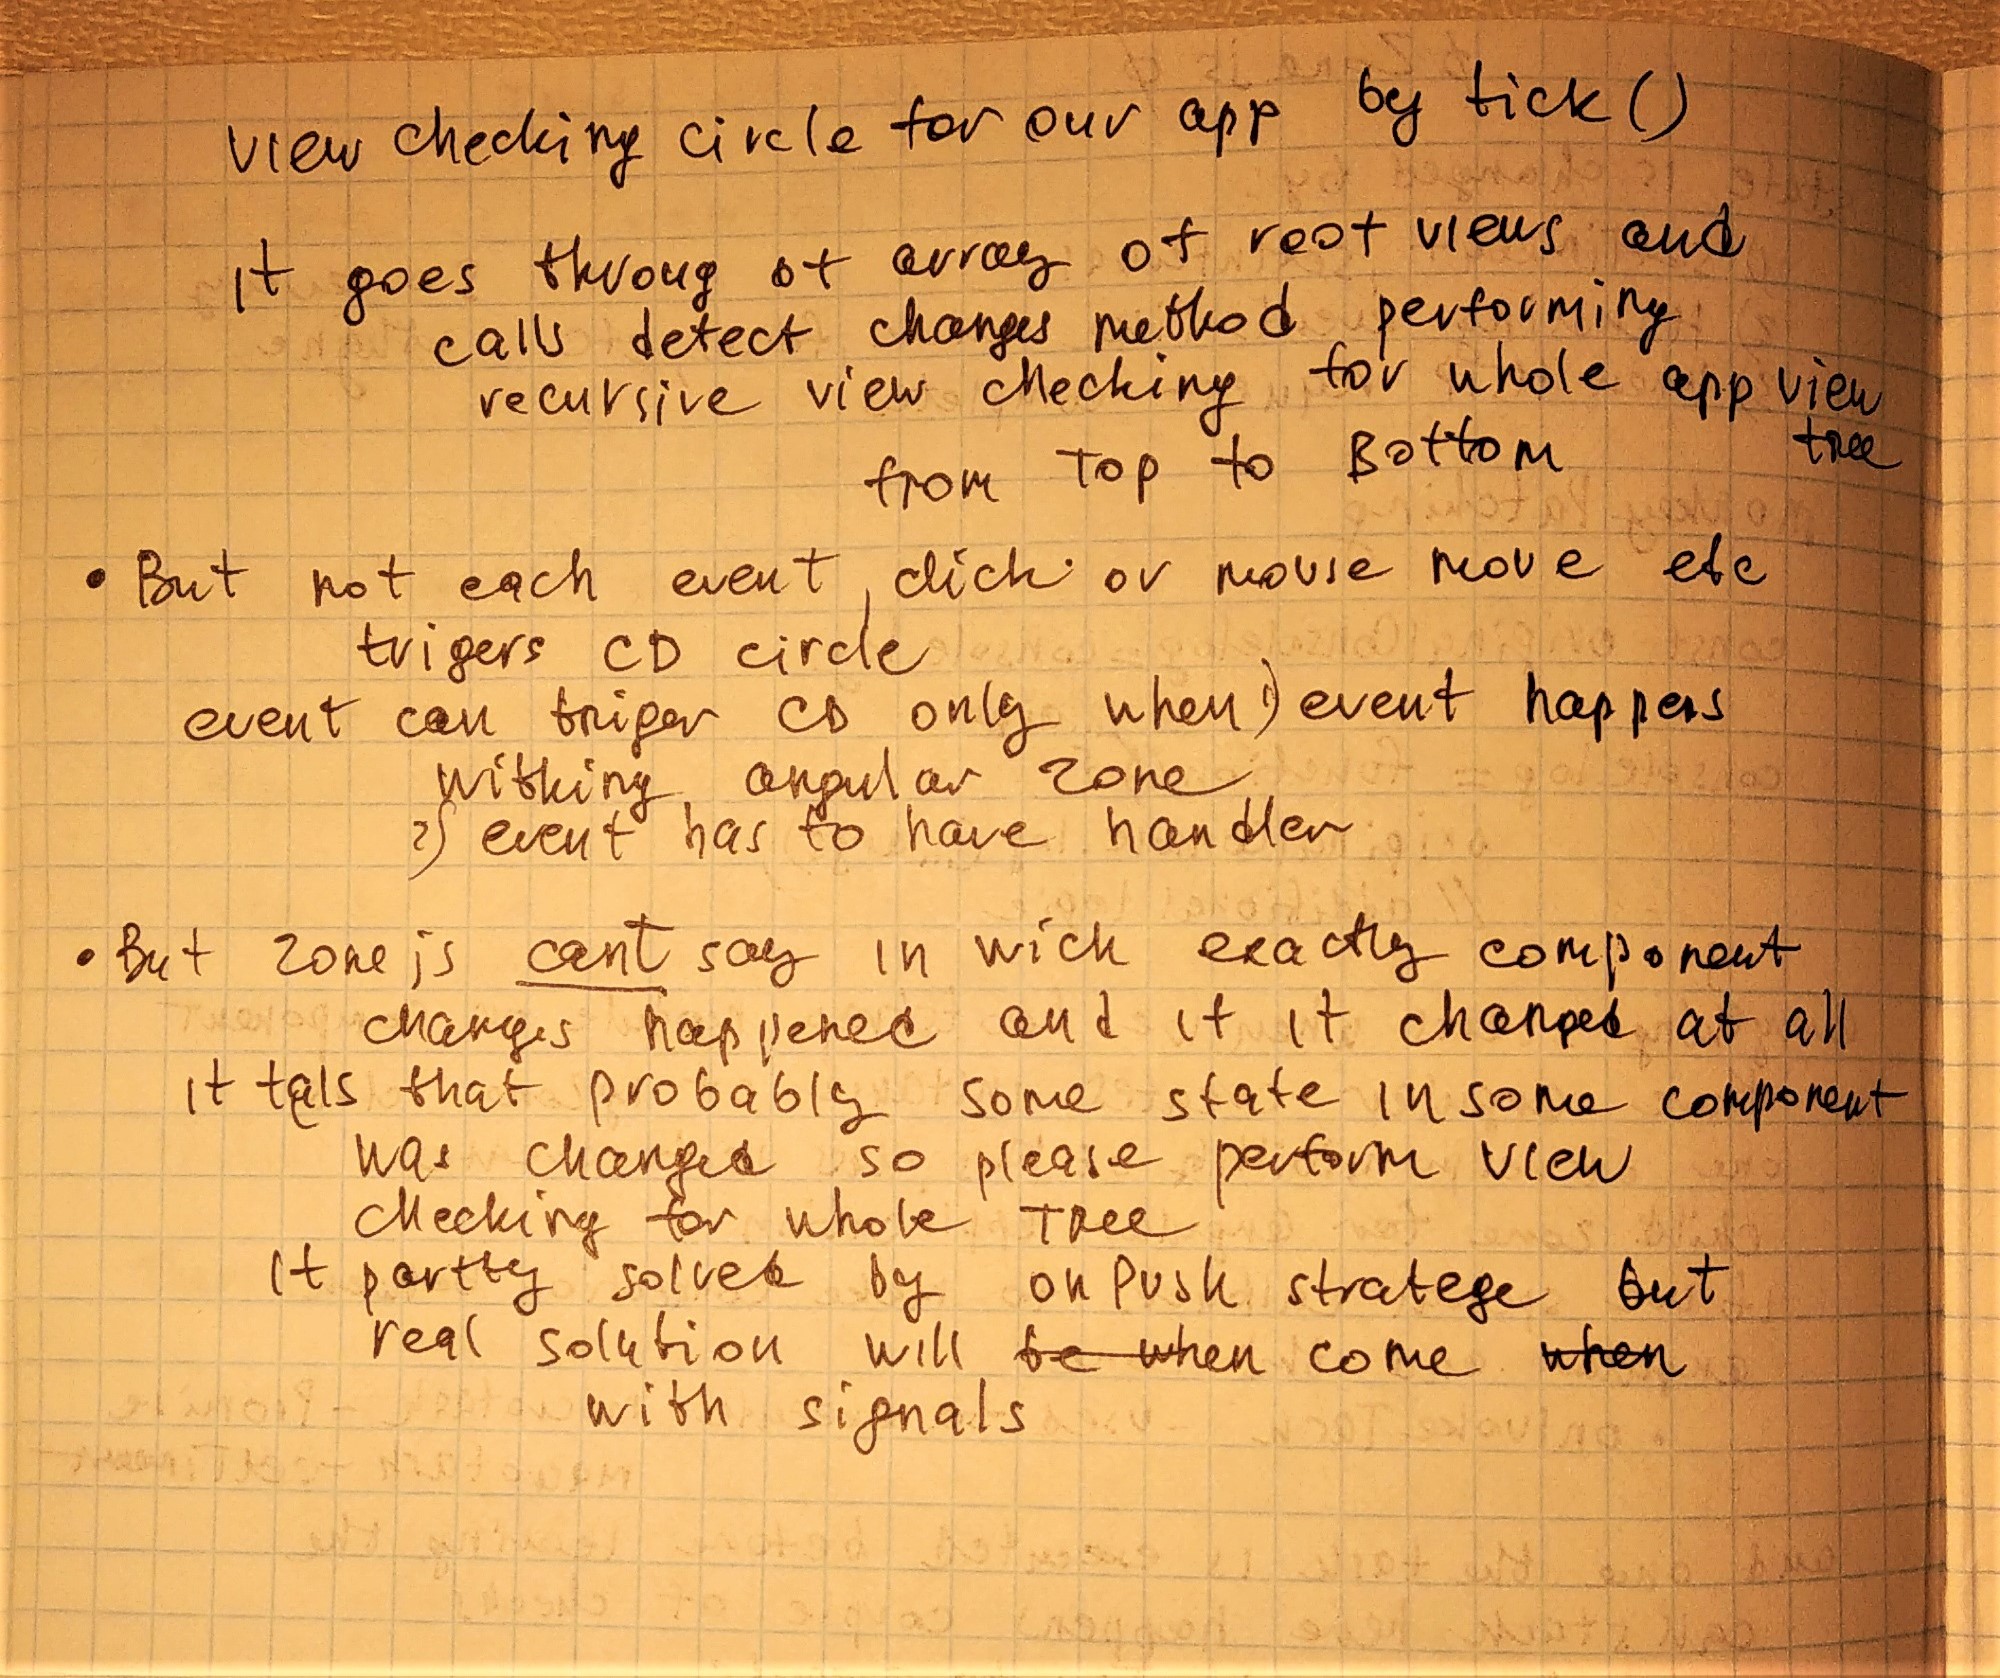 view checking circle for our app by tick()
it goes throug of array of root views and
calls detect changes method performing
recursive view checking for whole app view
tree
from Top to Bottom
• But not each event, click or mouse move etc
trigers CD circle
event can triger CD only when 1) event happens
withing angular zone
2) event has to have handler
• But zone js cant say in wich exactly component
changes happened and if it changed at all
it tels that probably some state in some component
was changed so please perform view
checking for whole Tree
It partty solved by onPush stratege but
real solution will be when come when
with signals